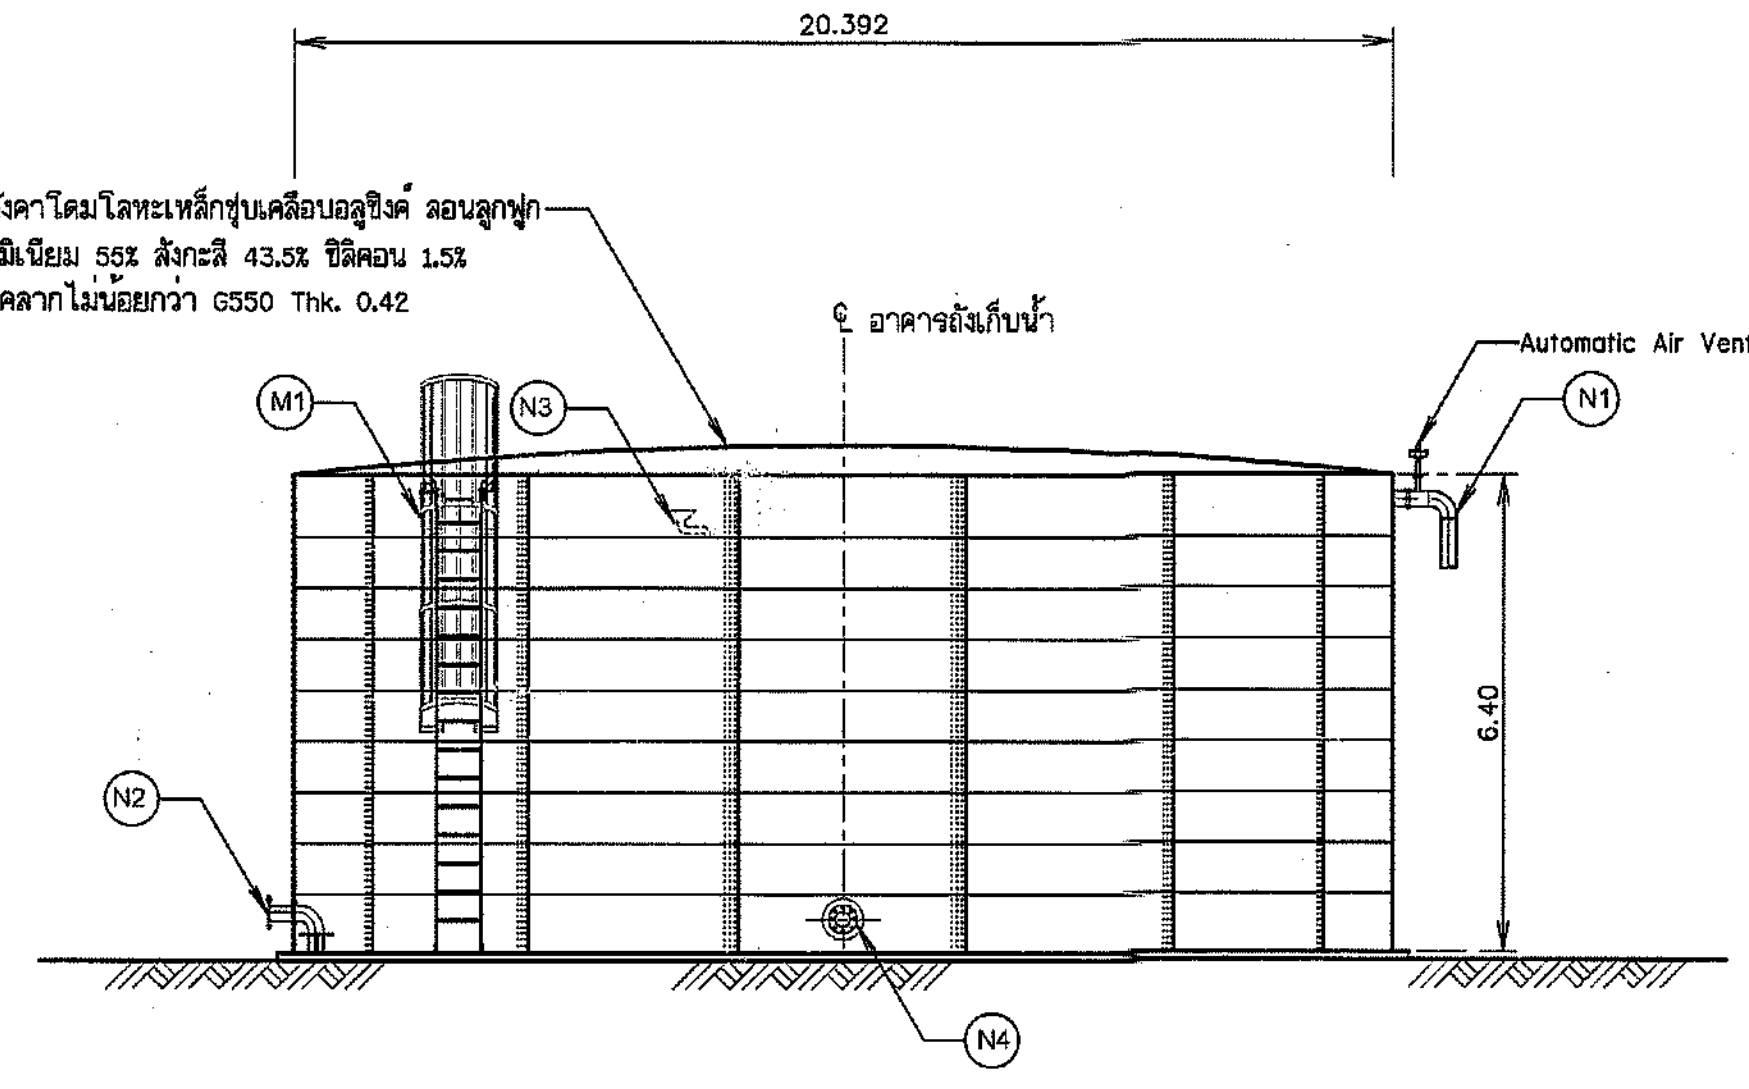 20.392
ังคาโดมโลหะเหล็กชุบเคลือบอลูซิงค์ ลอนลูกฟูก
มิเนียม 55% สังกะสี 43.5% ซิลิคอน 1.5%
คลากไม่น้อยกว่า G550 Thk. 0.42
℄ อาคารถังเก็บน้ำ
Automatic Air Vent
M1
N3
N1
6.40
N2
N4